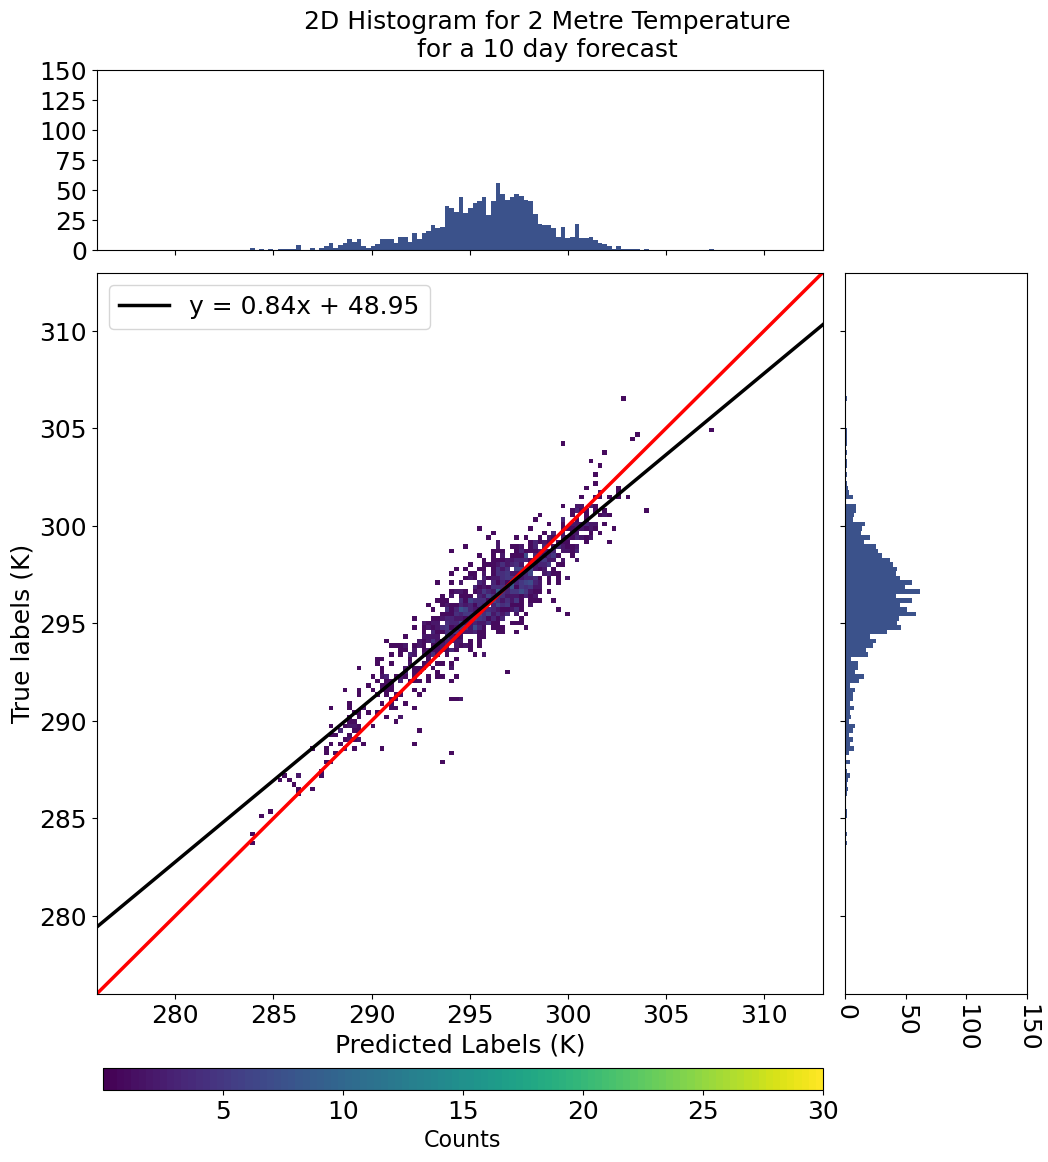 2D Histogram for 2 Metre Temperature
for a 10 day forecast
150
125
100
75
50
25
0
y = 0.84x + 48.95
310
305
300
295
290
285
280
True labels (K)
280 285 290 295 300 305 310
Predicted Labels (K)
0 50 100 150
5 10 15 20 25 30
Counts